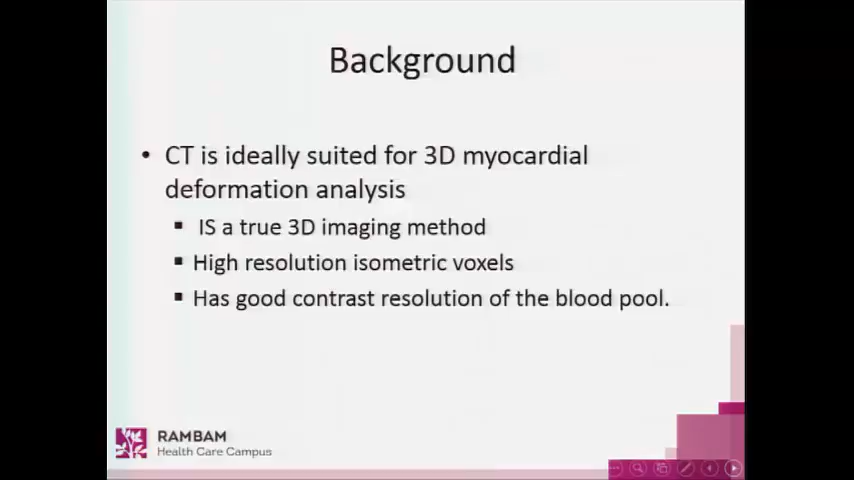 Background
• CT is ideally suited for 3D myocardial
deformation analysis
▪ IS a true 3D imaging method
▪ High resolution isometric voxels
▪ Has good contrast resolution of the blood pool.
RAMBAM
Health Care Campus